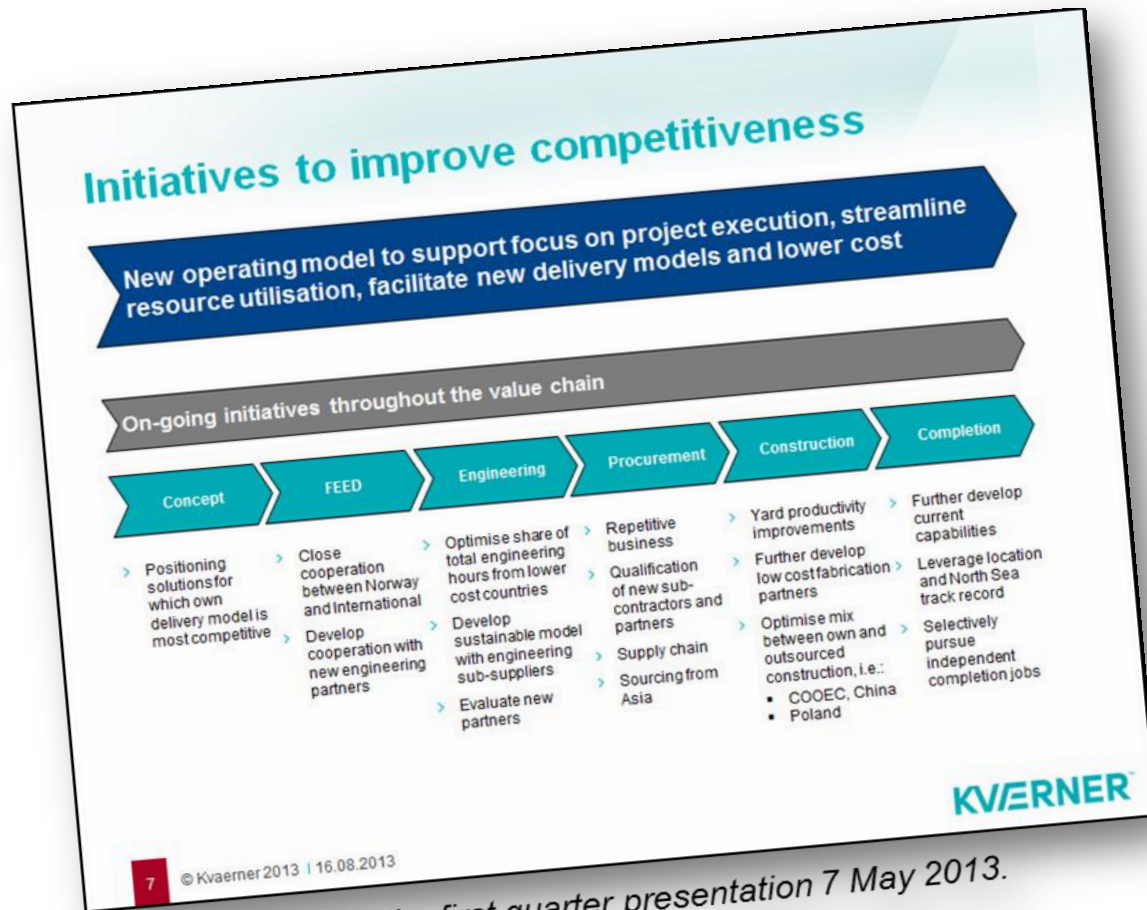 Initiatives to improve competitiveness
New operating model to support focus on project execution, streamline
resource utilisation, facilitate new delivery models and lower cost
On-going initiatives throughout the value chain
Concept
FEED
Engineering
Procurement
Construction
Completion
› Positioning
solutions for
which own
delivery model is
most competitive
› Close
cooperation
between Norway
and International
› Develop
cooperation with
new engineering
partners
› Optimise share of
total engineering
hours from lower
cost countries
› Develop
sustainable model
with engineering
sub-suppliers
› Evaluate new
partners
› Repetitive
business
› Qualification
of new sub-
contractors and
partners
› Supply chain
› Sourcing from
Asia
› Yard productivity
improvements
› Further develop
low cost fabrication
partners
› Optimise mix
between own and
outsourced
construction, i.e.:
▪ COOEC, China
▪ Poland
› Further develop
current
capabilities
› Leverage location
and North Sea
track record
› Selectively
pursue
independent
completion jobs
KVÆRNER™
7 © Kvaerner 2013 | 16.08.2013
first quarter presentation 7 May 2013.